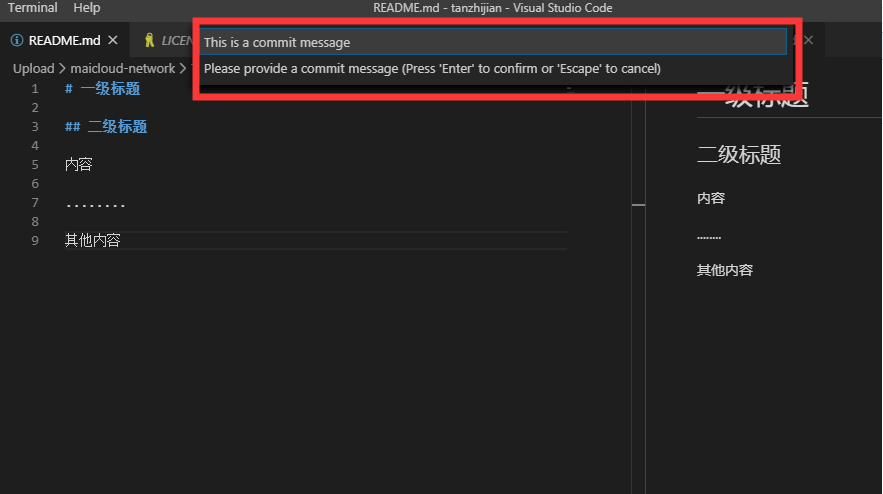 Terminal Help README.md - tanzhijian - Visual Studio Code
README.md LICEN
This is a commit message
Please provide a commit message (Press 'Enter' to confirm or 'Escape' to cancel)
Upload > maicloud-network >
1 # 一级标题
2
3 ## 二级标题
4
5 内容
6
7 ........
8
9 其他内容
一级标题
二级标题
内容
........
其他内容